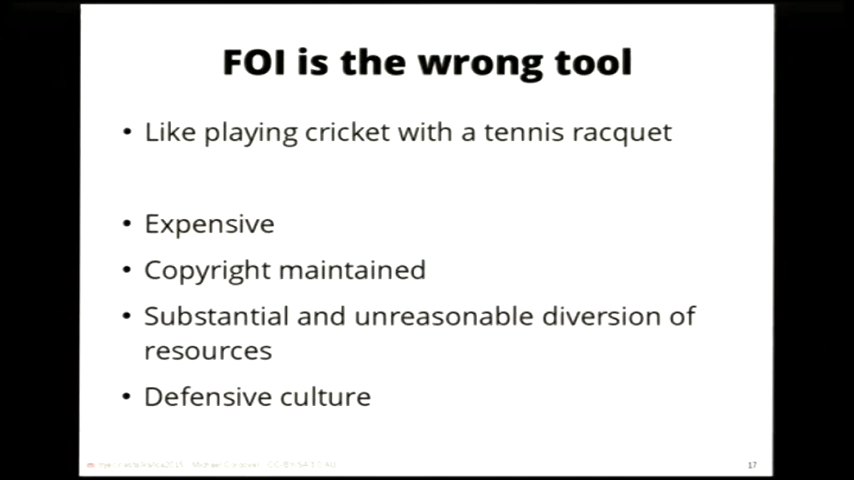 FOI is the wrong tool
• Like playing cricket with a tennis racquet
• Expensive
• Copyright maintained
• Substantial and unreasonable diversion of
resources
• Defensive culture
17